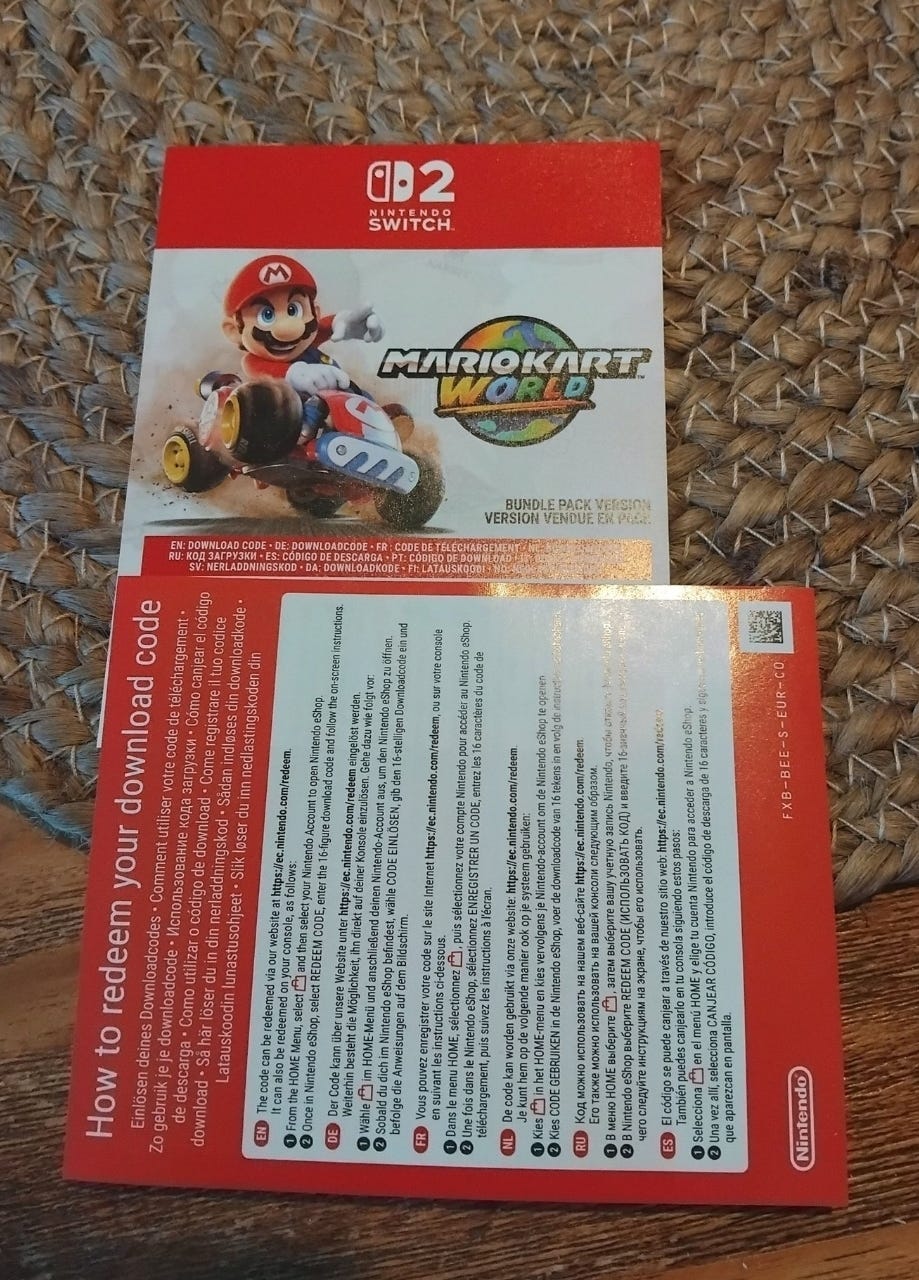 2
NINTENDO
SWITCH™
M
MARIOKART™
WORLD
BUNDLE PACK VERSION
VERSION VENDUE EN PACK
EN: DOWNLOAD CODE • DE: DOWNLOADCODE • FR : CODE DE TÉLÉCHARGEMENT •
RU: КОД ЗАГРУЗКИ • ES: CÓDIGO DE DESCARGA • PT: CÓDIGO DE DOWNLOAD •
SV: NERLADDNINGSKOD • DA: DOWNLOADKODE • FI: LATAUSKOODI •
How to redeem your download code
Einlösen deines Downloadcodes • Comment utiliser votre code de téléchargement •
Zo gebruik je je downloadcode • Использование кода загрузки • Cómo canjear el código
de descarga • Como utilizar o código de download • Come registrare il tuo codice
download • Så här löser du in din nerladdningskod • Sådan indløses din downloadkode •
Latauskoodin lunastusohjeet • Slik løser du inn nedlastingskoden din
EN The code can be redeemed via our website at https://ec.nintendo.com/redeem.
It can also be redeemed on your console, as follows:
1 From the HOME Menu, select and then select your Nintendo Account to open Nintendo eShop.
2 Once in Nintendo eShop, select REDEEM CODE, enter the 16-figure download code and follow the on-screen instructions.
DE Der Code kann über unsere Website unter https://ec.nintendo.com/redeem eingelöst werden.
Weiterhin besteht die Möglichkeit, ihn direkt auf deiner Konsole einzulösen. Gehe dazu wie folgt vor:
1 Wähle im HOME-Menü und anschließend deinen Nintendo-Account aus, um den Nintendo eShop zu öffnen.
2 Sobald du dich im Nintendo eShop befindest, wähle CODE EINLÖSEN, gib den 16-stelligen Downloadcode ein und
befolge die Anweisungen auf dem Bildschirm.
FR Vous pouvez enregistrer votre code sur le site Internet https://ec.nintendo.com/redeem, ou sur votre console
en suivant les instructions ci-dessous.
1 Dans le menu HOME, sélectionnez , puis sélectionnez votre compte Nintendo pour accéder au Nintendo eShop.
2 Une fois dans le Nintendo eShop, sélectionnez ENREGISTRER UN CODE, entrez les 16 caractères du code de
téléchargement, puis suivez les instructions à l'écran.
NL De code kan worden gebruikt via onze website: https://ec.nintendo.com/redeem.
Je kunt hem op de volgende manier ook op je systeem gebruiken:
1 Kies in het HOME-menu en kies vervolgens je Nintendo-account om de Nintendo eShop te openen
2 Kies CODE GEBRUIKEN in de Nintendo eShop, voer de downloadcode van 16 tekens in en volg de
RU Код можно использовать на нашем веб-сайте https://ec.nintendo.com/redeem
Его также можно использовать на вашей консоли следующим образом.
1 В меню HOME выберите , затем выберите вашу учетную запись Nintendo, чтобы
2 В Nintendo eShop выберите REDEEM CODE (ИСПОЛЬЗОВАТЬ КОД) и введите 16-значный
чего следуйте инструкциям на экране, чтобы его использовать.
ES El código se puede canjear a través de nuestro sitio web: https://ec.nintendo.com/redeem
También puedes canjearlo en tu consola siguiendo estos pasos:
1 Selecciona en el menú HOME y elige tu cuenta Nintendo para acceder a Nintendo eShop.
2 Una vez allí, selecciona CANJEAR CÓDIGO, introduce el código de descarga de 16 caracteres y
que aparezcan en pantalla.
FXB-BEE-S-EUR-C0
Nintendo